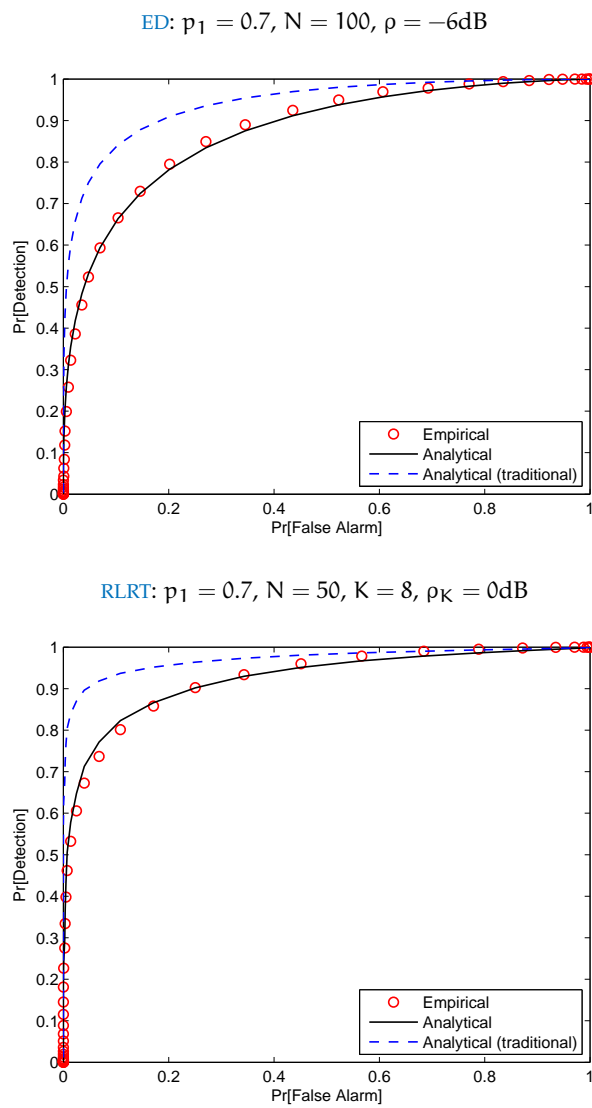 ED: p₁ = 0.7, N = 100, ρ = −6dB
1
0.9
0.8
0.7
0.6
0.5
0.4
0.3
0.2
0.1
0
Pr[Detection]
Empirical
Analytical
Analytical (traditional)
0 0.2 0.4 0.6 0.8 1
Pr[False Alarm]
RLRT: p₁ = 0.7, N = 50, K = 8, ρ_K = 0dB
1
0.9
0.8
0.7
0.6
0.5
0.4
0.3
0.2
0.1
0
Pr[Detection]
Empirical
Analytical
Analytical (traditional)
0 0.2 0.4 0.6 0.8 1
Pr[False Alarm]